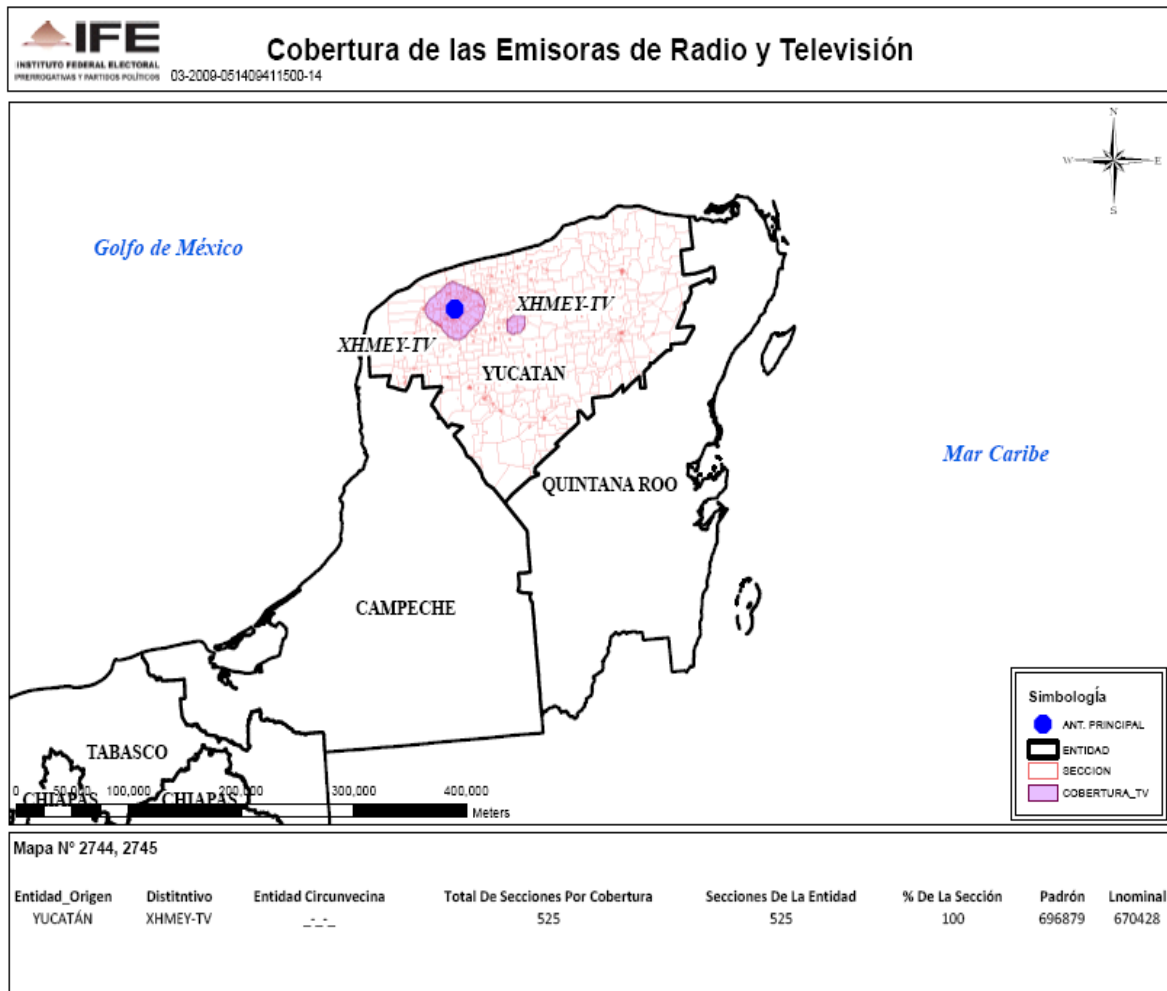 IFE
INSTITUTO FEDERAL ELECTORAL
PRERROGATIVAS Y PARTIDOS POLÍTICOS
03-2009-051409411500-14
Cobertura de las Emisoras de Radio y Televisión
N
W E
S
Golfo de México
XHMEY-TV
XHMEY-TV
YUCATAN
Mar Caribe
QUINTANA ROO
CAMPECHE
TABASCO
CHIAPAS CHIAPAS
0 50,000 100,000 200,000 300,000 400,000
Meters
Simbología
ANT. PRINCIPAL
ENTIDAD
SECCION
COBERTURA_TV
Mapa N° 2744, 2745
Entidad_Origen Distitntivo Entidad Circunvecina Total De Secciones Por Cobertura Secciones De La Entidad % De La Sección Padrón Lnominal
YUCATÁN XHMEY-TV _-_-_ 525 525 100 696879 670428